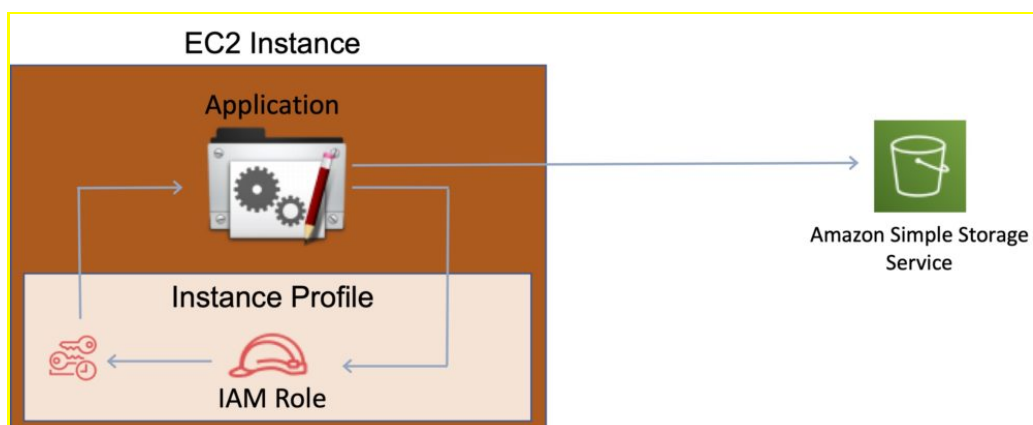 EC2 Instance
Application
Amazon Simple Storage
Service
Instance Profile
IAM Role